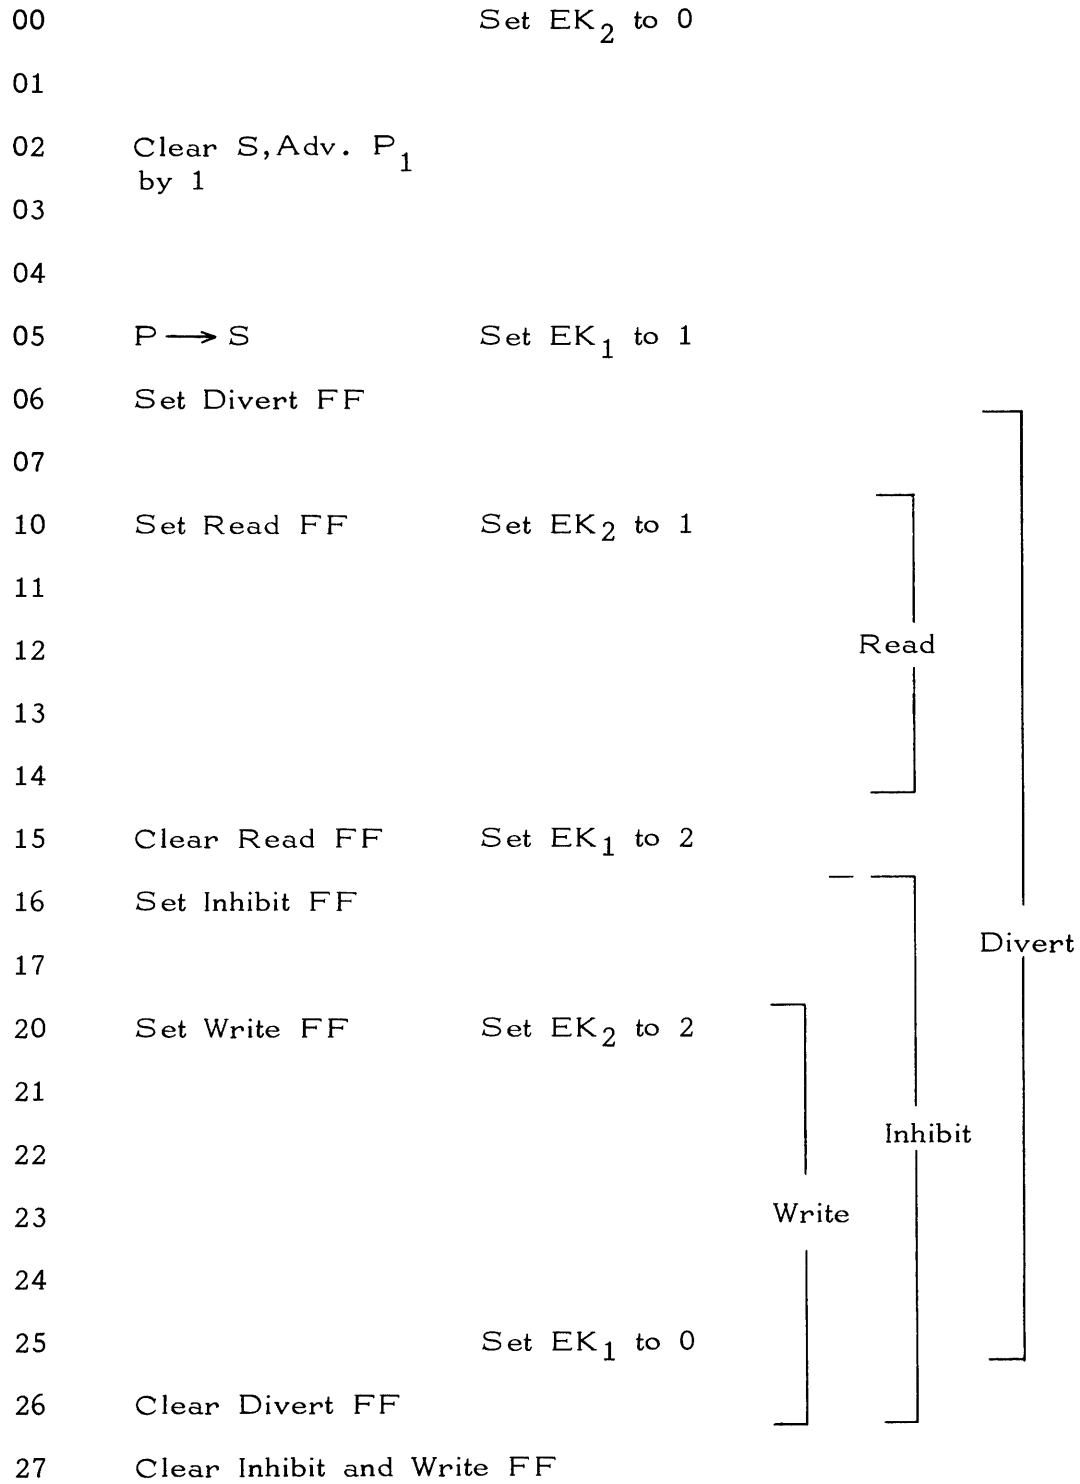 00 Set EK2 to 0
01
02 Clear S, Adv. P1
by 1
03
04
05 P → S Set EK1 to 1
06 Set Divert FF
07
10 Set Read FF Set EK2 to 1
11
12 Read
13
14
15 Clear Read FF Set EK1 to 2
16 Set Inhibit FF
Divert
17
20 Set Write FF Set EK2 to 2
21
Inhibit
22
23 Write
24
25 Set EK1 to 0
26 Clear Divert FF
27 Clear Inhibit and Write FF